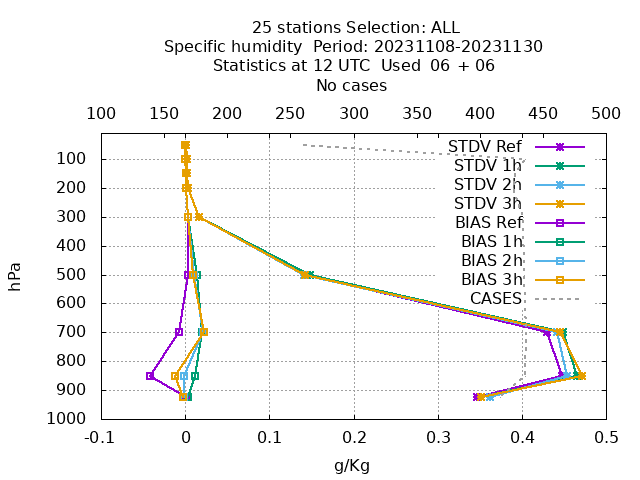 25 stations Selection: ALL
Specific humidity  Period: 20231108-20231130
Statistics at 12 UTC  Used  06 + 06
No cases
100 150 200 250 300 350 400 450 500
STDV Ref
STDV 1h
STDV 2h
STDV 3h
BIAS Ref
BIAS 1h
BIAS 2h
BIAS 3h
CASES
hPa
100
200
300
400
500
600
700
800
900
1000
-0.1 0 0.1 0.2 0.3 0.4 0.5
g/Kg